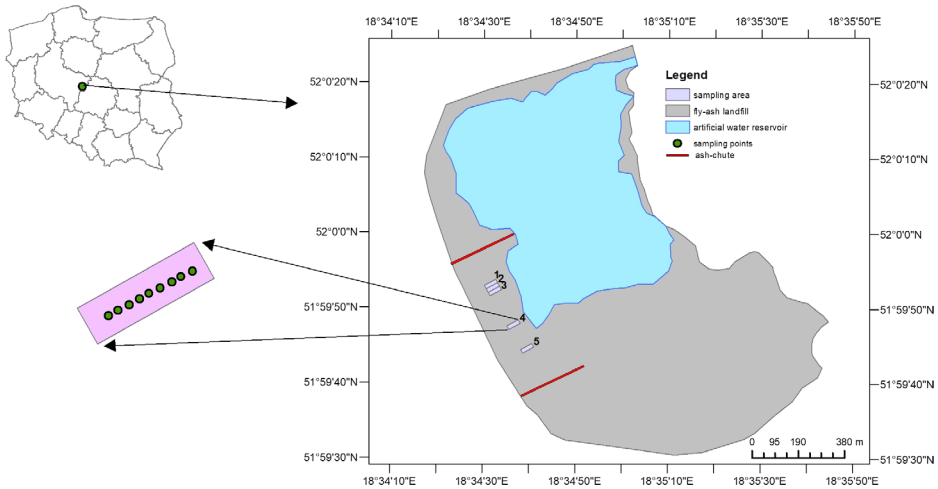 18°34'10"E 18°34'30"E 18°34'50"E 18°35'10"E 18°35'30"E 18°35'50"E
52°0'20"N
52°0'10"N
52°0'0"N
51°59'50"N
51°59'40"N
51°59'30"N
Legend
sampling area
fly-ash landfill
artificial water reservoir
sampling points
ash-chute
1
2
3
4
5
52°0'20"N
52°0'10"N
52°0'0"N
51°59'50"N
51°59'40"N
51°59'30"N
0 95 190 380 m
18°34'10"E 18°34'30"E 18°34'50"E 18°35'10"E 18°35'30"E 18°35'50"E